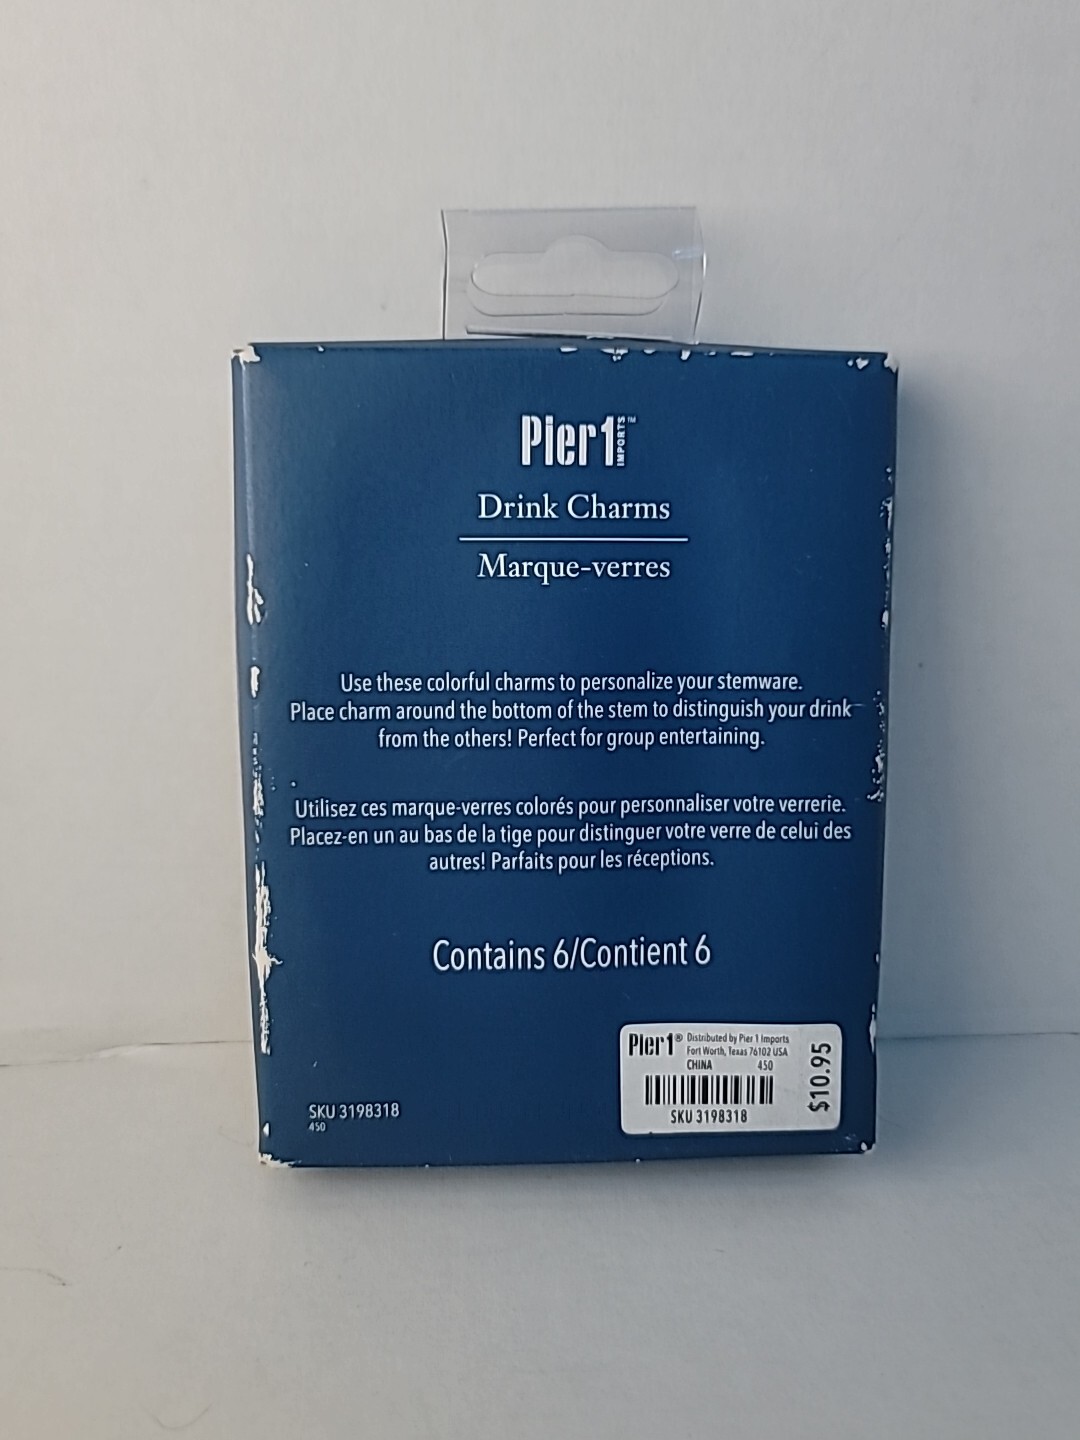 Pier1 IMPORTS™
Drink Charms
Marque-verres
Use these colorful charms to personalize your stemware.
Place charm around the bottom of the stem to distinguish your drink
from the others! Perfect for group entertaining.
Utilisez ces marque-verres colorés pour personnaliser votre verrerie.
Placez-en un au bas de la tige pour distinguer votre verre de celui des
autres! Parfaits pour les réceptions.
Contains 6/Contient 6
SKU 3198318
450
Pier1® Distributed by Pier 1 Imports
Fort Worth, Texas 76102 USA
CHINA 450
SKU 3198318
$10.95